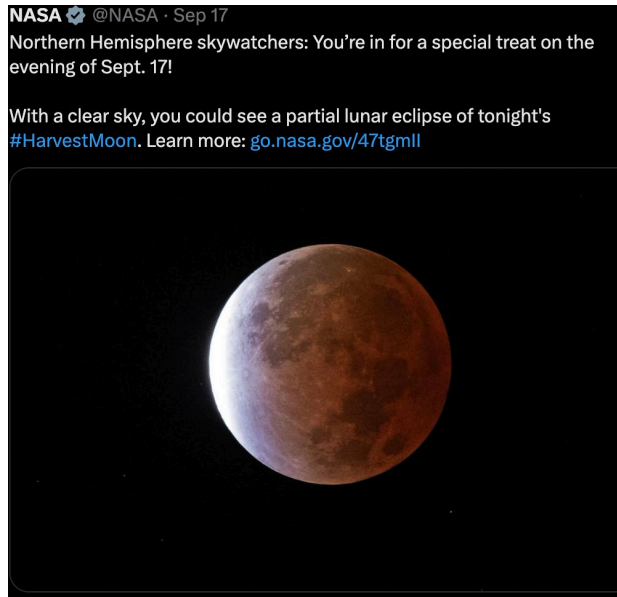 NASA @NASA · Sep 17
Northern Hemisphere skywatchers: You’re in for a special treat on the
evening of Sept. 17!
With a clear sky, you could see a partial lunar eclipse of tonight's
#HarvestMoon. Learn more: go.nasa.gov/47tgmII